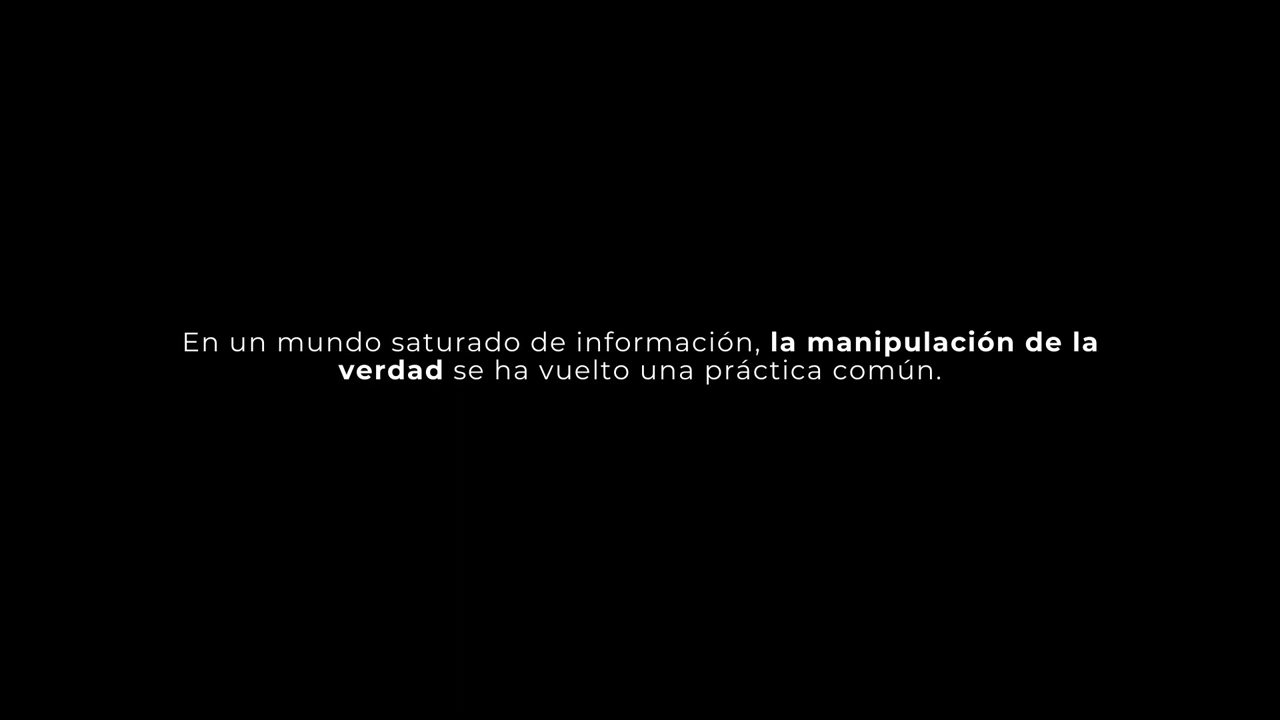 En un mundo saturado de información, la manipulación de la
verdad se ha vuelto una práctica común.